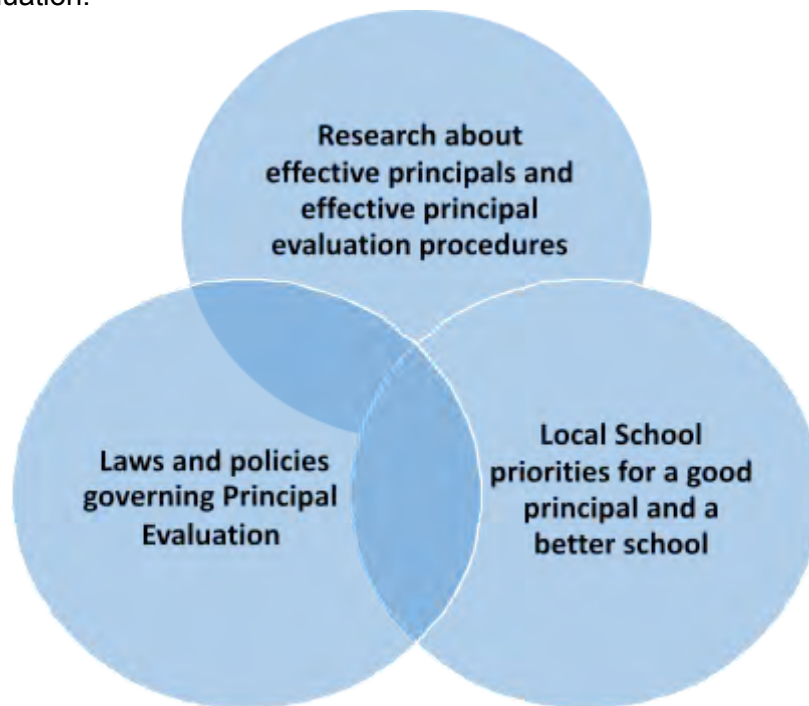 uation.
Research about
effective principals and
effective principal
evaluation procedures
Laws and policies
governing Principal
Evaluation
Local School
priorities for a good
principal and a
better school